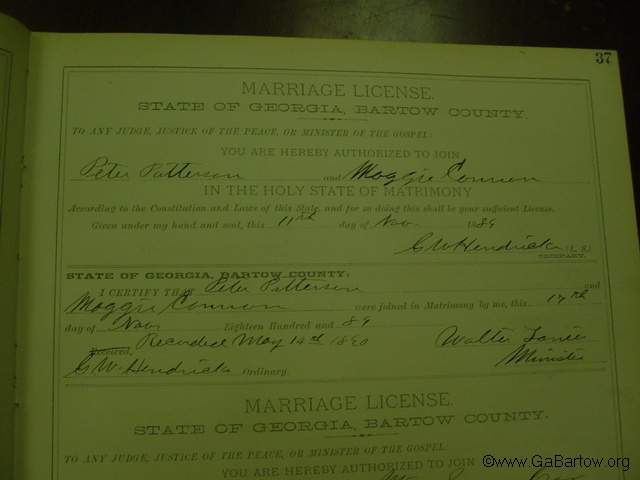 37
MARRIAGE LICENSE.
STATE OF GEORGIA, BARTOW COUNTY.
TO ANY JUDGE, JUSTICE OF THE PEACE, OR MINISTER OF THE GOSPEL:
YOU ARE HEREBY AUTHORIZED TO JOIN
Peter Patterson and Maggie Connon
IN THE HOLY STATE OF MATRIMONY
According to the Constitution and Laws of this State, and for so doing this shall be your sufficient License.
Given under my hand and seal, this 11th day of Nov 1889
G W Hendricks (L. S.)
ORDINARY.
STATE OF GEORGIA, BARTOW COUNTY:
I CERTIFY THAT Peter Patterson and
Maggie Connon were joined in Matrimony by me, this 17th
day of Nov Eighteen Hundred and 89
Received, Recorded May 14th 1890 Walter
G W. Hendricks Ordinary. Minister
MARRIAGE LICENSE.
STATE OF GEORGIA, BARTOW COUNTY.
TO ANY JUDGE, JUSTICE OF THE PEACE, OR MINISTER OF THE GOSPEL:
YOU ARE HEREBY AUTHORIZED TO JOIN
©www.GaBartow.org